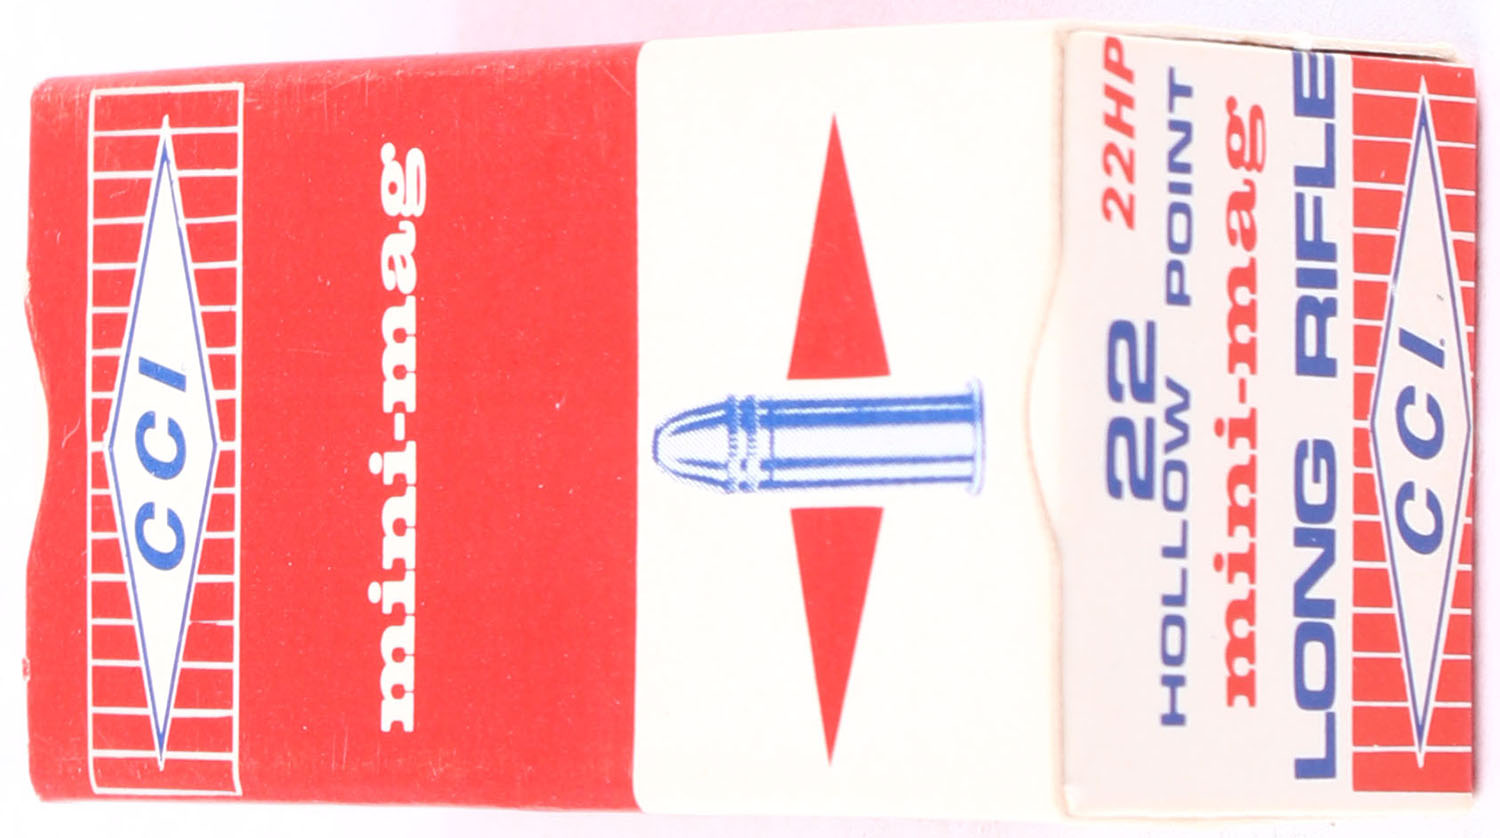 CCI
mini-mag
22HP
22
HOLLOW POINT
mini-mag
LONG RIFLE
CCI.